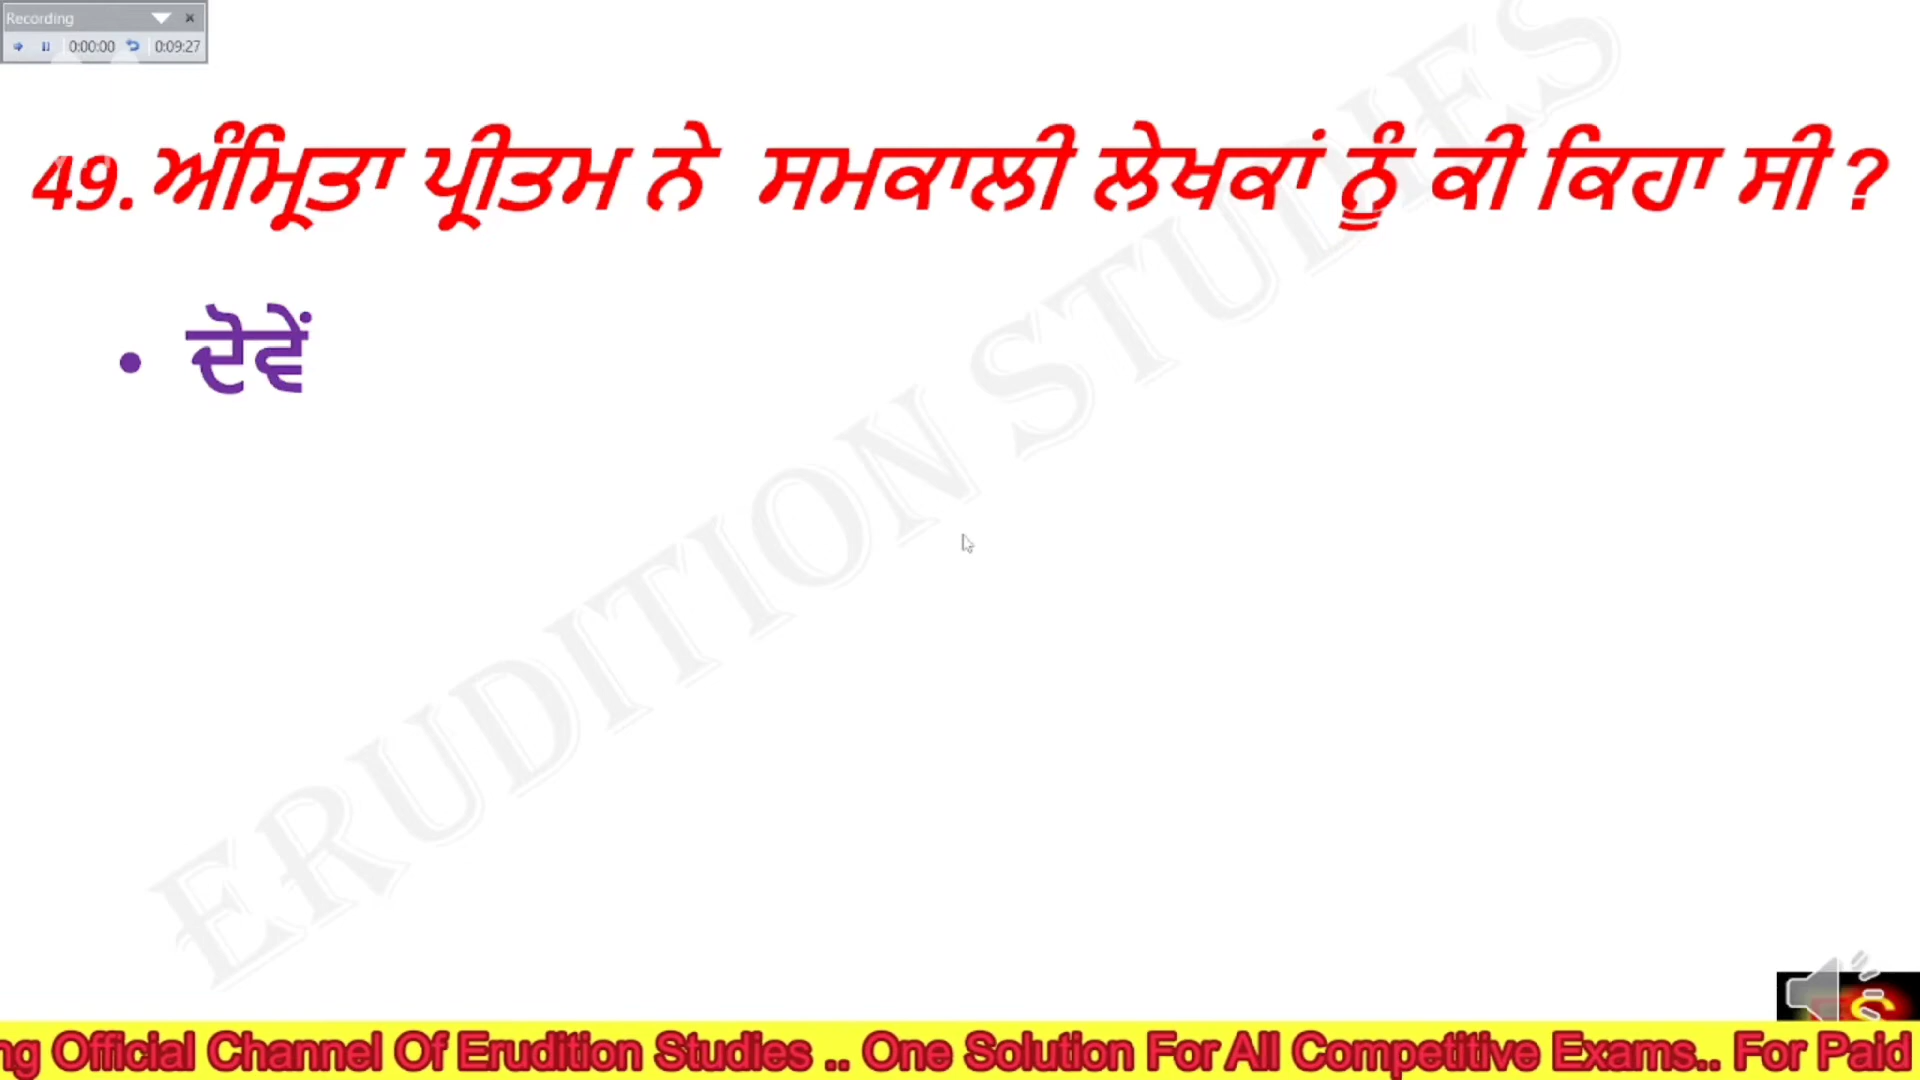 Recording
0:00:00 0:09:27
49. ਅੰਮ੍ਰਿਤਾ ਪ੍ਰੀਤਮ ਨੇ ਸਮਕਾਲੀ ਲੇਖਕਾਂ ਨੂੰ ਕੀ ਕਿਹਾ ਸੀ ?
• ਦੋਵੇਂ
ERUDITION STUDIES
ng Official Channel Of Erudition Studies .. One Solution For All Competitive Exams.. For Paid